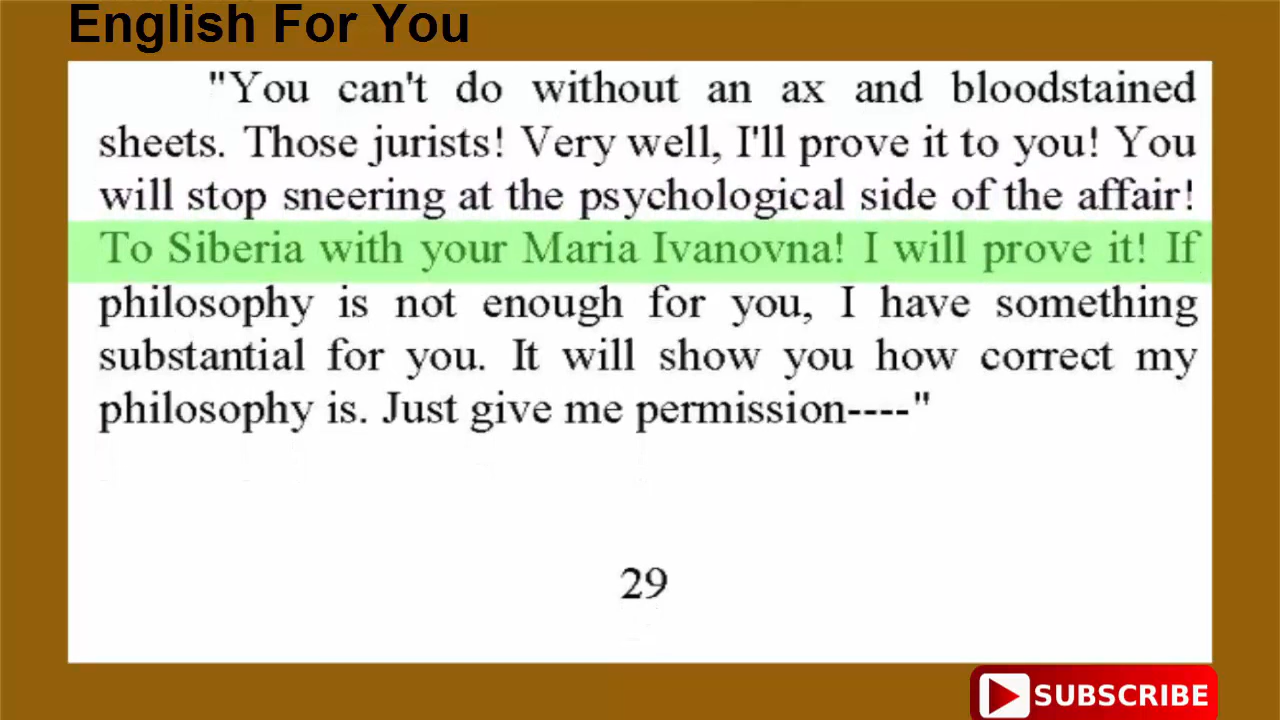 English For You
"You can't do without an ax and bloodstained
sheets. Those jurists! Very well, I'll prove it to you! You
will stop sneering at the psychological side of the affair!
To Siberia with your Maria Ivanovna! I will prove it! If
philosophy is not enough for you, I have something
substantial for you. It will show you how correct my
philosophy is. Just give me permission----"
29
SUBSCRIBE